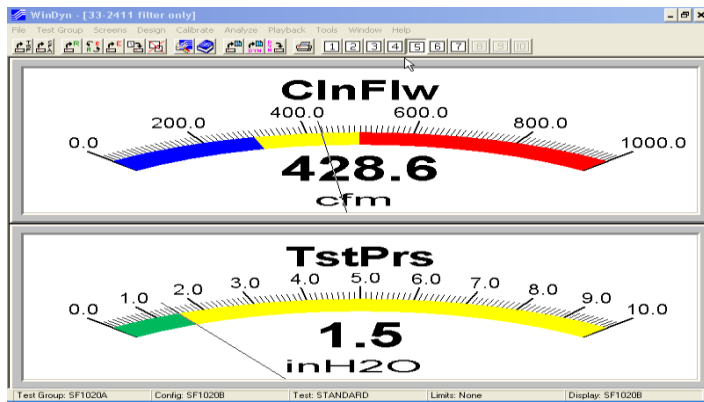 WinDyn - [33-2411 fitter only]
File Test Group Screens Design Calibrate Analyze Playback Tools Window Help
1 2 3 4 5 6 7 8 9 10
ClnFlw
0.0 200.0 400.0 600.0 800.0 1000.0
428.6
cfm
TstPrs
0.0 1.0 2.0 3.0 4.0 5.0 6.0 7.0 8.0 9.0 10.0
1.5
inH2O
Test Group: SF1020A Config: SF1020B Test: STANDARD Limits: None Display: SF1020B